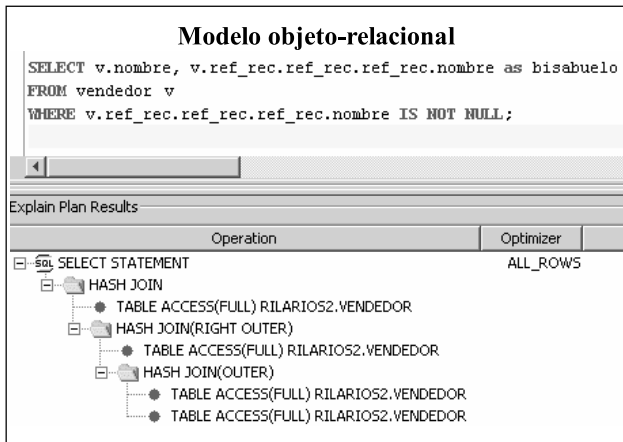 Modelo objeto-relacional
SELECT v.nombre, v.ref_rec.ref_rec.ref_rec.nombre as bisabuelo
FROM vendedor v
WHERE v.ref_rec.ref_rec.ref_rec.nombre IS NOT NULL;
Explain Plan Results
Operation Optimizer
SQL SELECT STATEMENT ALL_ROWS
HASH JOIN
TABLE ACCESS(FULL) RILARIOS2.VENDEDOR
HASH JOIN(RIGHT OUTER)
TABLE ACCESS(FULL) RILARIOS2.VENDEDOR
HASH JOIN(OUTER)
TABLE ACCESS(FULL) RILARIOS2.VENDEDOR
TABLE ACCESS(FULL) RILARIOS2.VENDEDOR